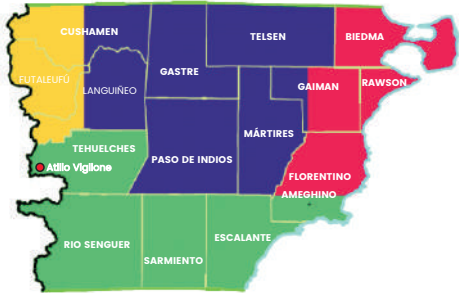 CUSHAMEN
TELSEN
BIEDMA
GASTRE
FUTALEUFÚ
LANGUIÑEO
GAIMAN
RAWSON
MÁRTIRES
TEHUELCHES
PASO DE INDIOS
Atilio Viglione
FLORENTINO
AMEGHINO
RIO SENGUER
ESCALANTE
SARMIENTO